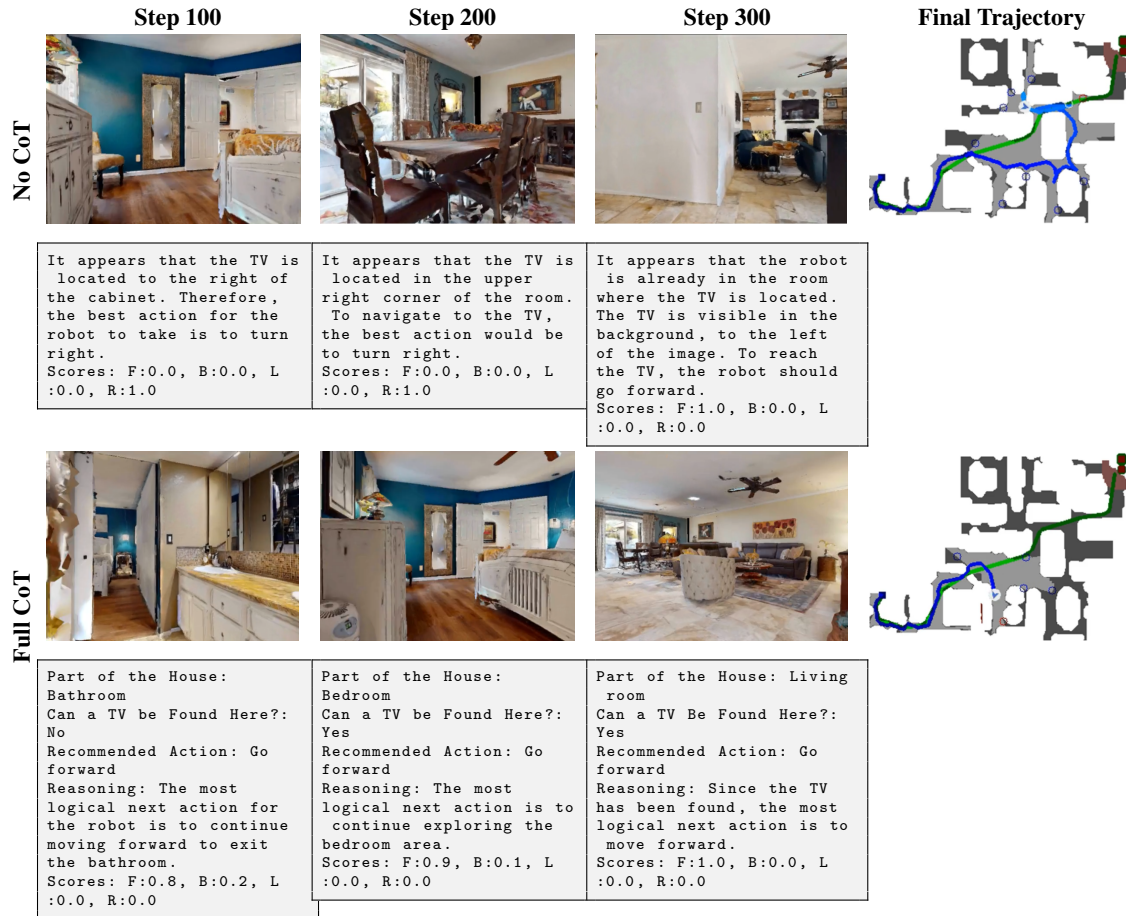 Step 100
Step 200
Step 300
Final Trajectory
No CoT
It appears that the TV is
located to the right of
the cabinet. Therefore,
the best action for the
robot to take is to turn
right.
Scores: F:0.0, B:0.0, L
:0.0, R:1.0
It appears that the TV is
located in the upper
right corner of the room.
To navigate to the TV,
the best action would be
to turn right.
Scores: F:0.0, B:0.0, L
:0.0, R:1.0
It appears that the robot
is already in the room
where the TV is located.
The TV is visible in the
background, to the left
of the image. To reach
the TV, the robot should
go forward.
Scores: F:1.0, B:0.0, L
:0.0, R:0.0
Full CoT
Part of the House:
Bathroom
Can a TV be Found Here?:
No
Recommended Action: Go
forward
Reasoning: The most
logical next action for
the robot is to continue
moving forward to exit
the bathroom.
Scores: F:0.8, B:0.2, L
:0.0, R:0.0
Part of the House:
Bedroom
Can a TV be Found Here?:
Yes
Recommended Action: Go
forward
Reasoning: The most
logical next action is to
continue exploring the
bedroom area.
Scores: F:0.9, B:0.1, L
:0.0, R:0.0
Part of the House: Living
room
Can a TV Be Found Here?:
Yes
Recommended Action: Go
forward
Reasoning: Since the TV
has been found, the most
logical next action is to
move forward.
Scores: F:1.0, B:0.0, L
:0.0, R:0.0